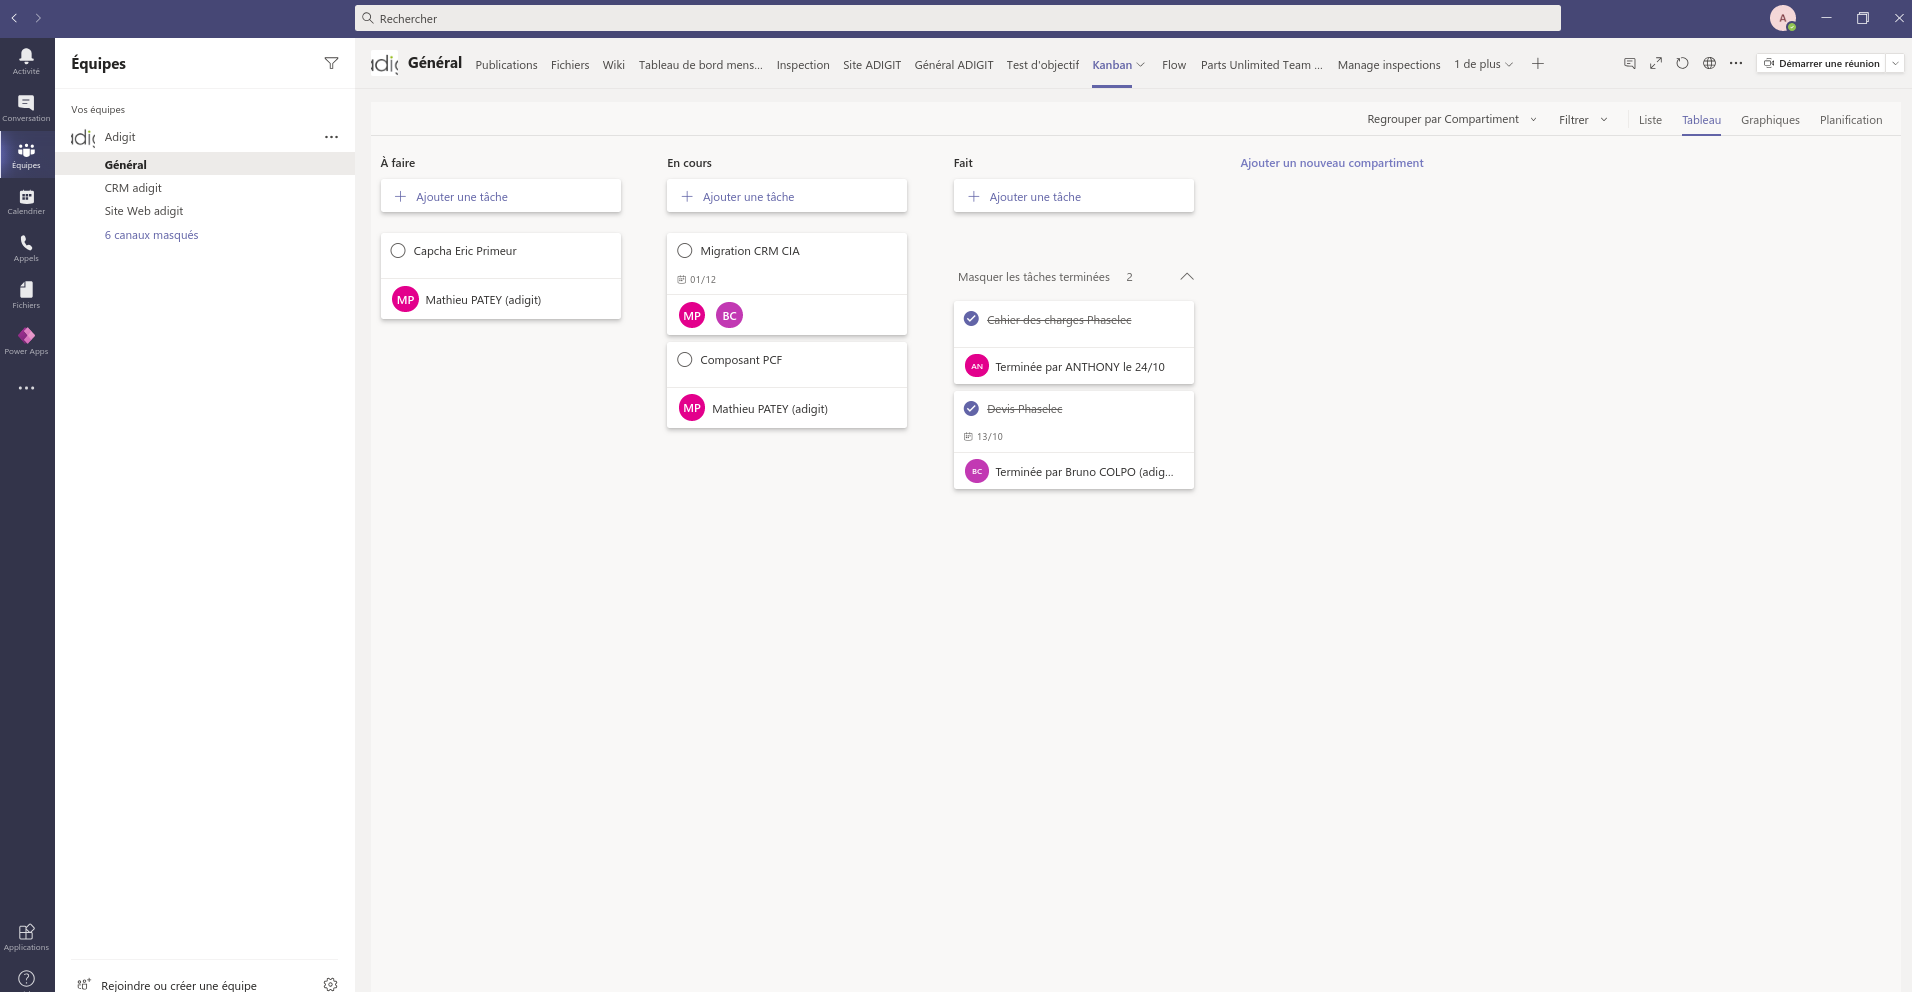 Rechercher
A
Activité
Conversation
Équipes
Calendrier
Appels
Fichiers
Power Apps
Applications
Équipes
Vos équipes
adig Adigit
Général
CRM adigit
Site Web adigit
6 canaux masqués
Rejoindre ou créer une équipe
adig Général Publications Fichiers Wiki Tableau de bord mens... Inspection Site ADIGIT Général ADIGIT Test d'objectif Kanban Flow Parts Unlimited Team ... Manage inspections 1 de plus Démarrer une réunion
Regrouper par Compartiment Filtrer Liste Tableau Graphiques Planification
À faire
Ajouter une tâche
Capcha Eric Primeur
MP Mathieu PATEY (adigit)
En cours
Ajouter une tâche
Migration CRM CIA
01/12
MP BC
Composant PCF
MP Mathieu PATEY (adigit)
Fait
Ajouter une tâche
Masquer les tâches terminées 2
Cahier des charges Phaselec
AN Terminée par ANTHONY le 24/10
Devis Phaselec
13/10
BC Terminée par Bruno COLPO (adig...
Ajouter un nouveau compartiment